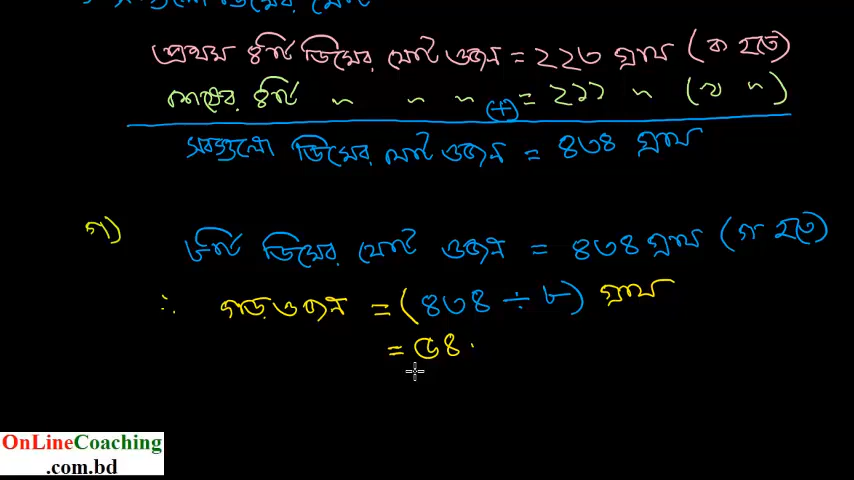 ডিমের মোট
প্রথম ৪টি ডিমের মোট ওজন = ২২৩ গ্রাম (ক হতে)
শেষের ৪টি " " " (+) = ২১১ " (খ ")
সবগুলো ডিমের মোট ওজন = ৪৩৪ গ্রাম
গ) ৮টি ডিমের মোট ওজন = ৪৩৪ গ্রাম (গ হতে)
∴ গড় ওজন = (৪৩৪ ÷ ৮) গ্রাম
= ৫৪.
OnLineCoaching
.com.bd